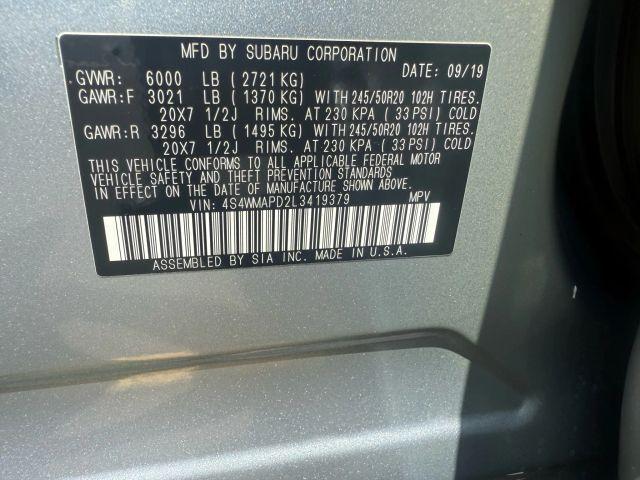 MFD BY SUBARU CORPORATION
DATE: 09/19
GVWR: 6000 LB ( 2721 KG)
GAWR:F 3021 LB ( 1370 KG) WITH 245/50R20 102H TIRES.
20X7 1/2J RIMS. AT 230 KPA ( 33 PSI) COLD
GAWR:R 3296 LB ( 1495 KG) WITH 245/50R20 102H TIRES.
20X7 1/2J RIMS. AT 230 KPA ( 33 PSI) COLD
THIS VEHICLE CONFORMS TO ALL APPLICABLE FEDERAL MOTOR
VEHICLE SAFETY AND THEFT PREVENTION STANDARDS
IN EFFECT ON THE DATE OF MANUFACTURE SHOWN ABOVE.
VIN: 4S4WMAPD2L3419379 MPV
ASSEMBLED BY SIA INC. MADE IN U.S.A.